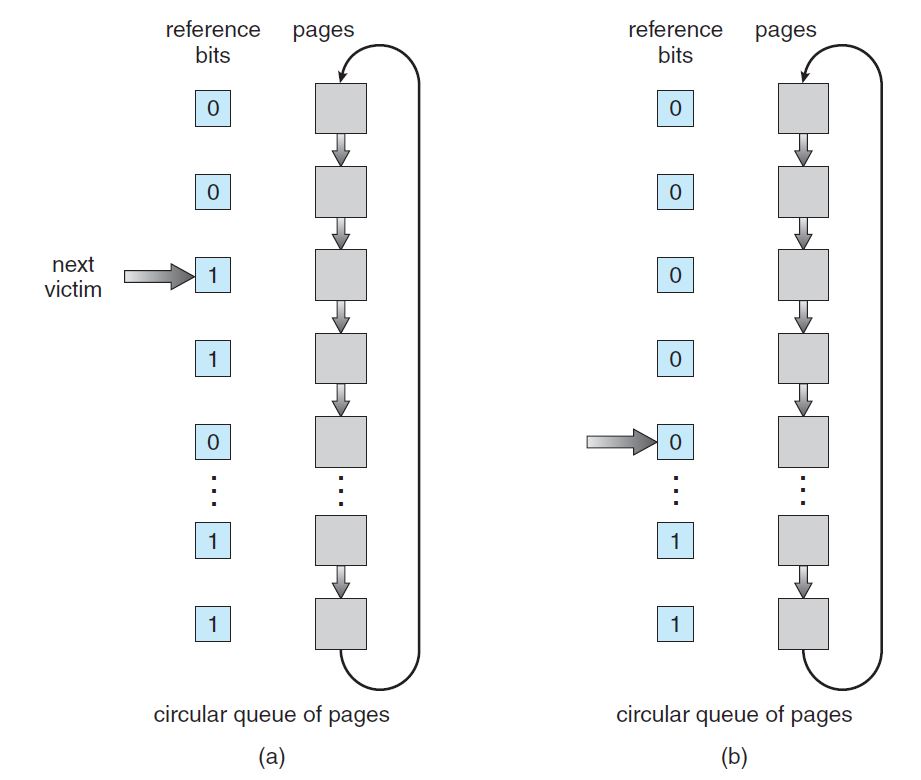 reference pages
bits
0
0
next
victim
1
1
0
1
1
circular queue of pages
(a)
reference pages
bits
0
0
0
0
0
1
1
circular queue of pages
(b)